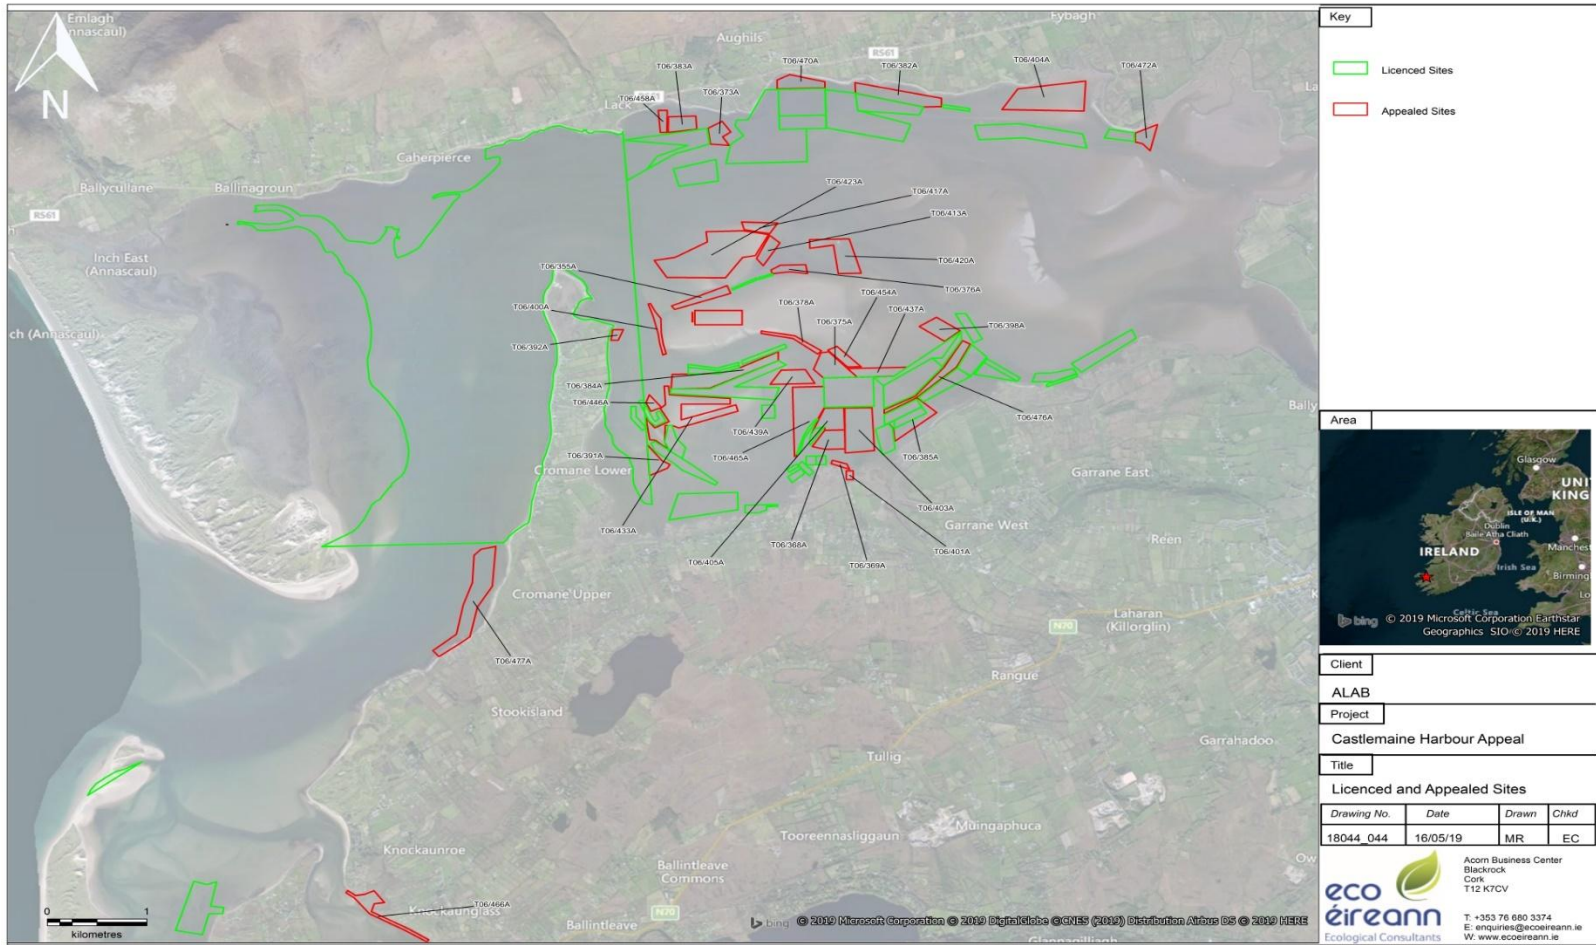 Emlagh
(Annascaul)
Fybagh
Aughils
R561
T06/470A
T06/382A
T06/404A
T06/472A
T06/383A
T06/373A
T06/458A
Lack
N
Caherpierce
Ballycullane
Ballinagroun
R561
T06/423A
T06/417A
T06/413A
Inch East
(Annascaul)
T06/355A
T06/420A
T06/376A
T06/454A
T06/378A
T06/437A
T06/400A
T06/375A
T06/398A
ch (Annascaul)
T06/392A
T06/384A
T06/446A
T06/476A
T06/439A
T06/465A
T06/385A
T06/391A
Cromane Lower
Garrane East
T06/403A
T06/433A
Garrane West
T06/368A
T06/401A
T06/405A
T06/369A
Reen
Cromane Upper
Laharan
(Killorglin)
N70
T06/477A
Rangue
Stookisland
Garrahadoo
Tullig
Muingaphuca
Tooreennasliggaun
Knockaunroe
Ballintleave
Commons
T06/466A
Knockaunglass
N70
Ballintleave
Glannagilliagh
0 1
kilometres
bing © 2019 Microsoft Corporation © 2019 DigitalGlobe ©CNES (2019) Distribution Airbus DS © 2019 HERE
Key
Licenced Sites
Appealed Sites
Area
Glasgow
UNI
KING
ISLE OF MAN
(U.K.)
Dublin
Baile Átha Cliath
IRELAND
Manchest
Irish Sea
Birming
Lo
Celtic Sea
bing © 2019 Microsoft Corporation Earthstar
Geographics SIO © 2019 HERE
Client
ALAB
Project
Castlemaine Harbour Appeal
Title
Licenced and Appealed Sites
Drawing No. Date Drawn Chkd
18044_044 16/05/19 MR EC
eco
éireann
Ecological Consultants
Acorn Business Center
Blackrock
Cork
T12 K7CV
T: +353 76 680 3374
E: enquiries@ecoeireann.ie
W: www.ecoeireann.ie